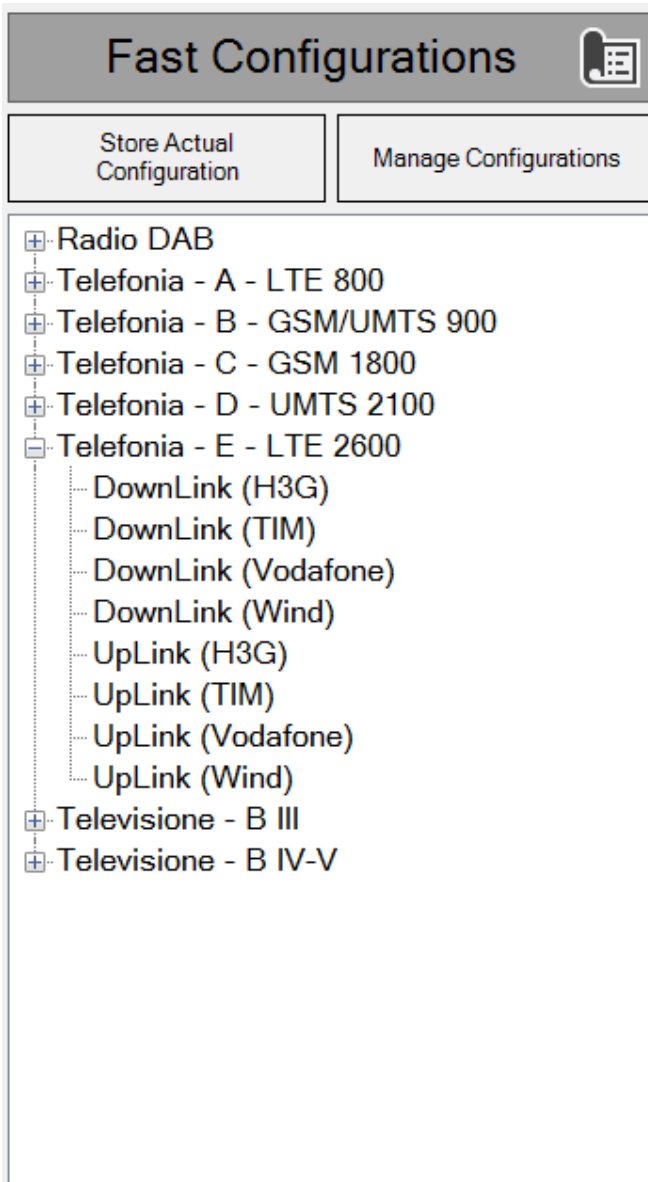 Fast Configurations
Store Actual
Configuration
Manage Configurations
Radio DAB
Telefonia - A - LTE 800
Telefonia - B - GSM/UMTS 900
Telefonia - C - GSM 1800
Telefonia - D - UMTS 2100
Telefonia - E - LTE 2600
DownLink (H3G)
DownLink (TIM)
DownLink (Vodafone)
DownLink (Wind)
UpLink (H3G)
UpLink (TIM)
UpLink (Vodafone)
UpLink (Wind)
Televisione - B III
Televisione - B IV-V